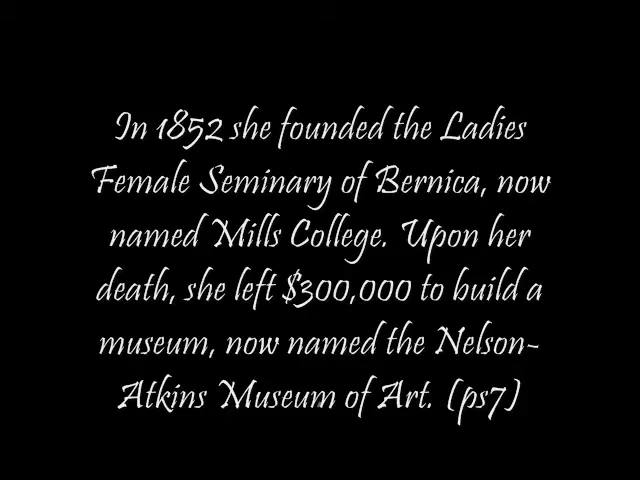 In 1852 she founded the Ladies
Female Seminary of Bernica, now
named Mills College. Upon her
death, she left $300,000 to build a
museum, now named the Nelson-
Atkins Museum of Art. (ps7)